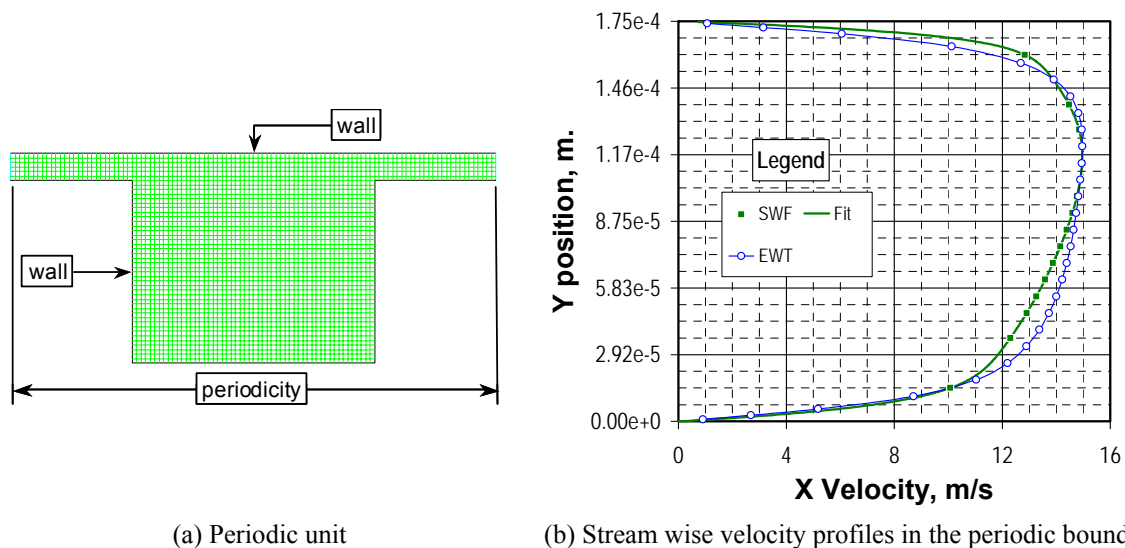 wall
wall
periodicity
1.75e-4
1.46e-4
1.17e-4
8.75e-5
5.83e-5
2.92e-5
0.00e+0
Y position, m.
Legend
SWF Fit
EWT
0 4 8 12 16
X Velocity, m/s
(a) Periodic unit
(b) Stream wise velocity profiles in the periodic bound